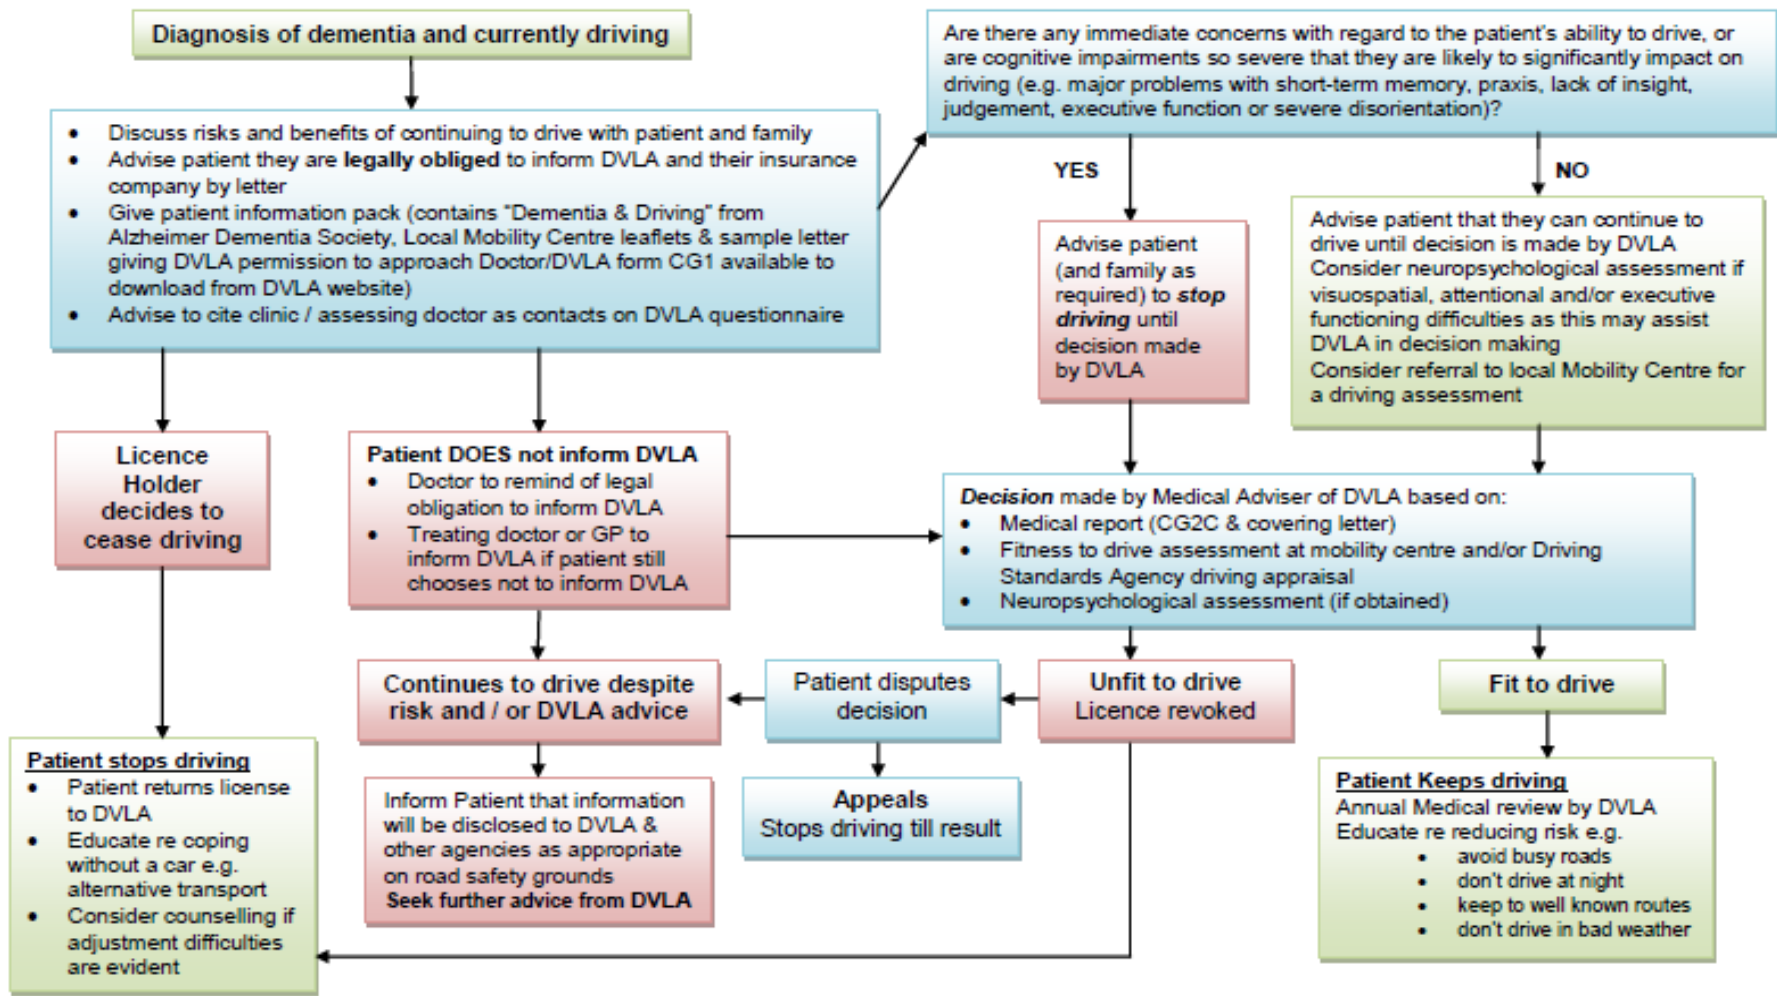 Diagnosis of dementia and currently driving
• Discuss risks and benefits of continuing to drive with patient and family
• Advise patient they are legally obliged to inform DVLA and their insurance
company by letter
• Give patient information pack (contains "Dementia & Driving" from
Alzheimer Dementia Society, Local Mobility Centre leaflets & sample letter
giving DVLA permission to approach Doctor/DVLA form CG1 available to
download from DVLA website)
• Advise to cite clinic / assessing doctor as contacts on DVLA questionnaire
Are there any immediate concerns with regard to the patient's ability to drive, or
are cognitive impairments so severe that they are likely to significantly impact on
driving (e.g. major problems with short-term memory, praxis, lack of insight,
judgement, executive function or severe disorientation)?
YES
NO
Advise patient
(and family as
required) to stop
driving until
decision made
by DVLA
Advise patient that they can continue to
drive until decision is made by DVLA
Consider neuropsychological assessment if
visuospatial, attentional and/or executive
functioning difficulties as this may assist
DVLA in decision making
Consider referral to local Mobility Centre for
a driving assessment
Licence
Holder
decides to
cease driving
Patient DOES not inform DVLA
• Doctor to remind of legal
obligation to inform DVLA
• Treating doctor or GP to
inform DVLA if patient still
chooses not to inform DVLA
Decision made by Medical Adviser of DVLA based on:
• Medical report (CG2C & covering letter)
• Fitness to drive assessment at mobility centre and/or Driving
Standards Agency driving appraisal
• Neuropsychological assessment (if obtained)
Continues to drive despite
risk and / or DVLA advice
Patient disputes
decision
Unfit to drive
Licence revoked
Fit to drive
Patient stops driving
• Patient returns license
to DVLA
• Educate re coping
without a car e.g.
alternative transport
• Consider counselling if
adjustment difficulties
are evident
Inform Patient that information
will be disclosed to DVLA &
other agencies as appropriate
on road safety grounds
Seek further advice from DVLA
Appeals
Stops driving till result
Patient Keeps driving
Annual Medical review by DVLA
Educate re reducing risk e.g.
• avoid busy roads
• don't drive at night
• keep to well known routes
• don't drive in bad weather